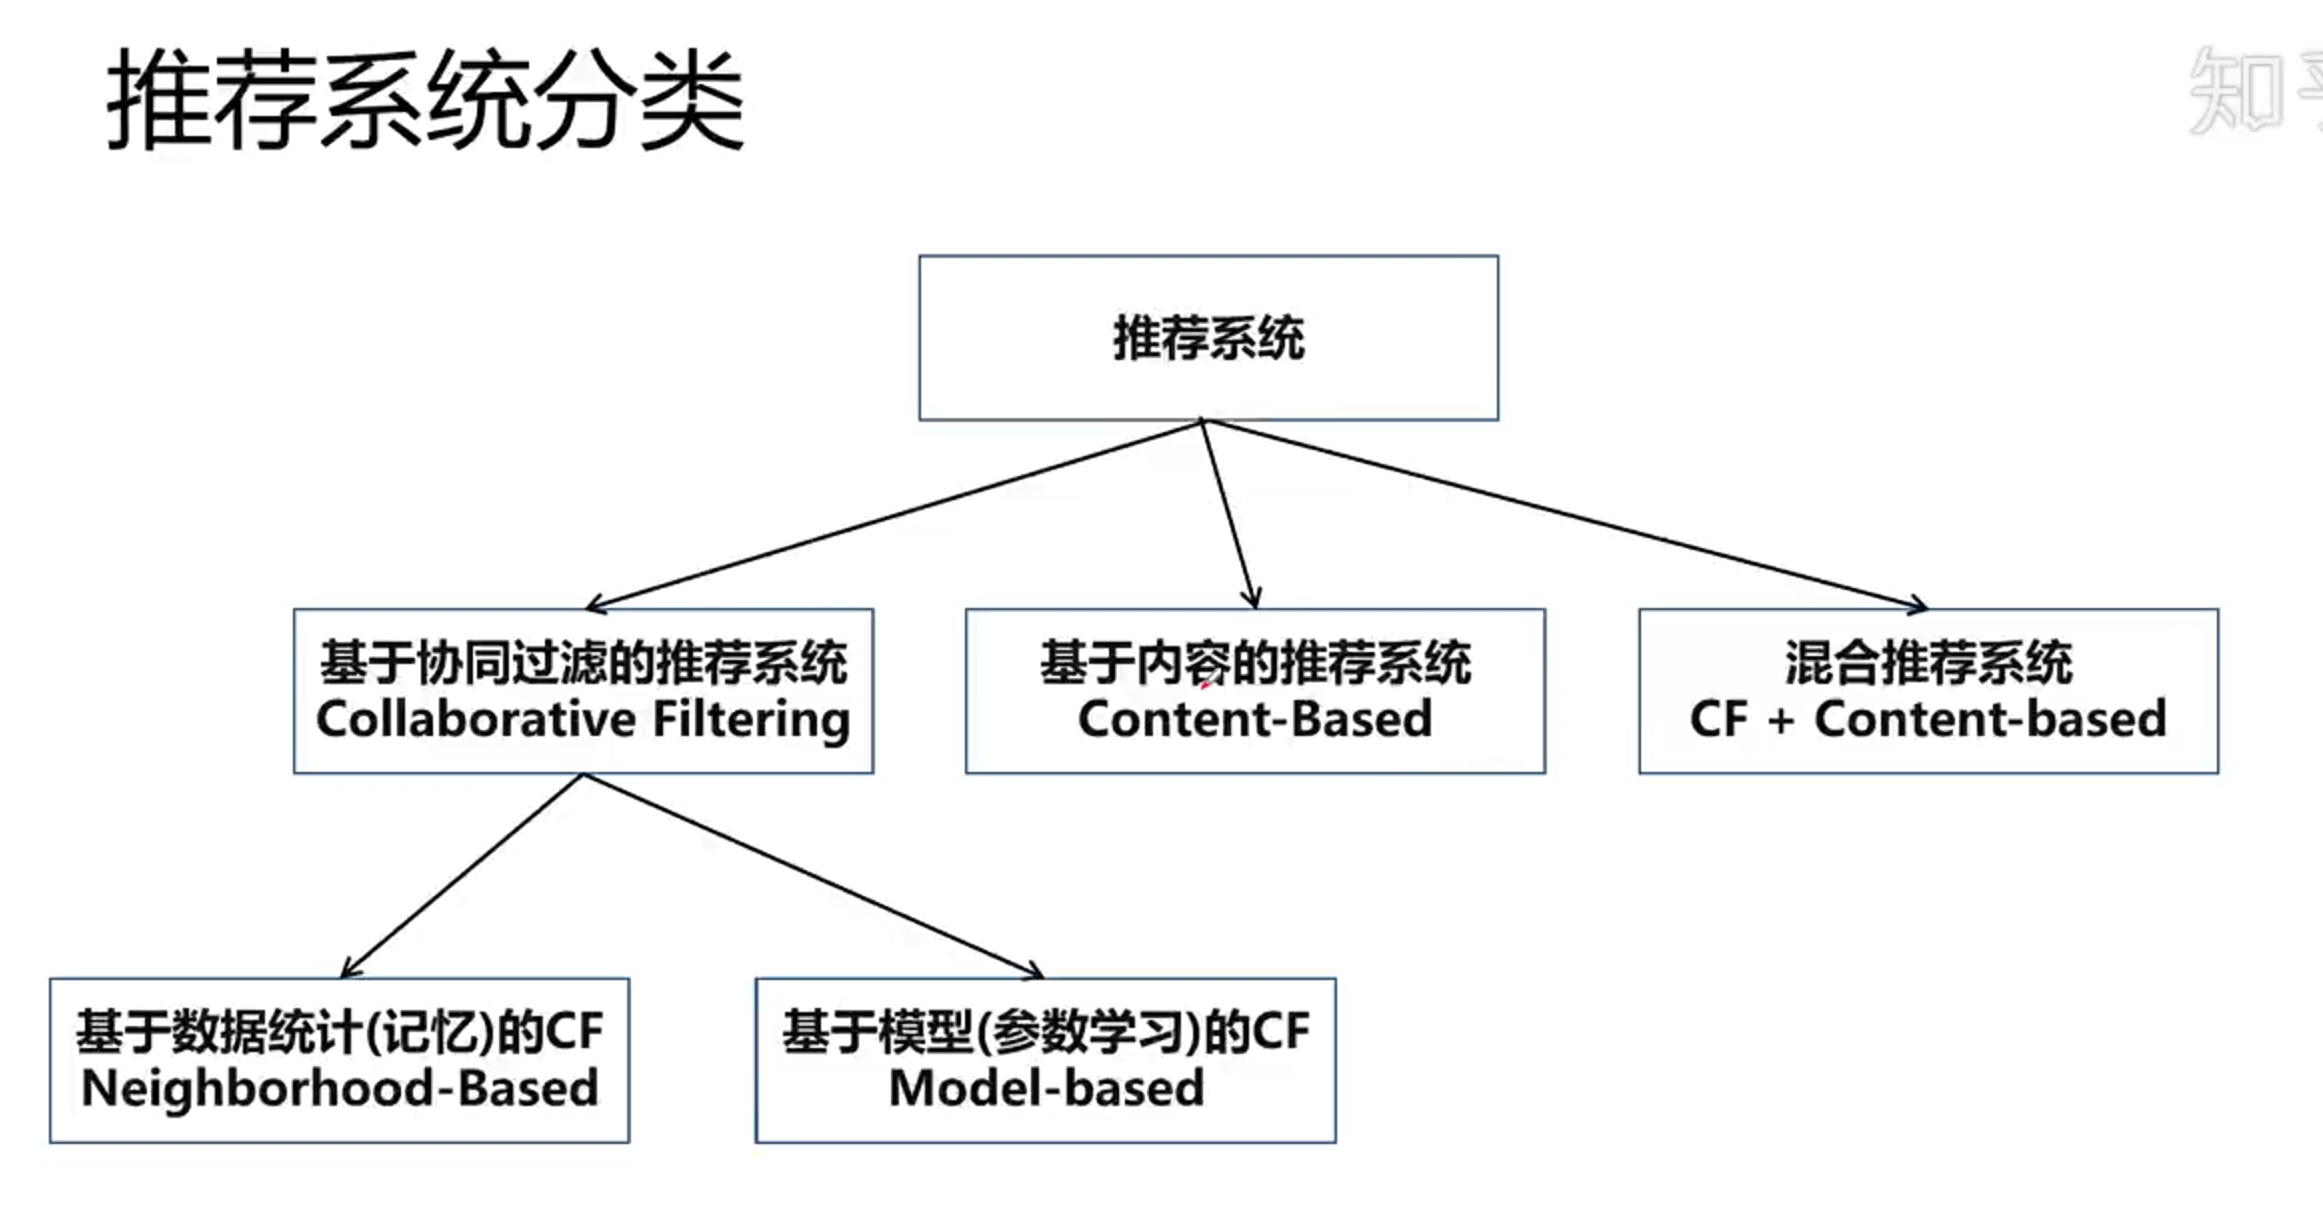 推荐系统分类
知
推荐系统
基于协同过滤的推荐系统
Collaborative Filtering
基于内容的推荐系统
Content-Based
混合推荐系统
CF + Content-based
基于数据统计(记忆)的CF
Neighborhood-Based
基于模型(参数学习)的CF
Model-based